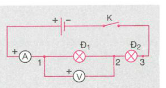 + -
K
Đ₁ Đ₂
+ A 1 2 3
+ V